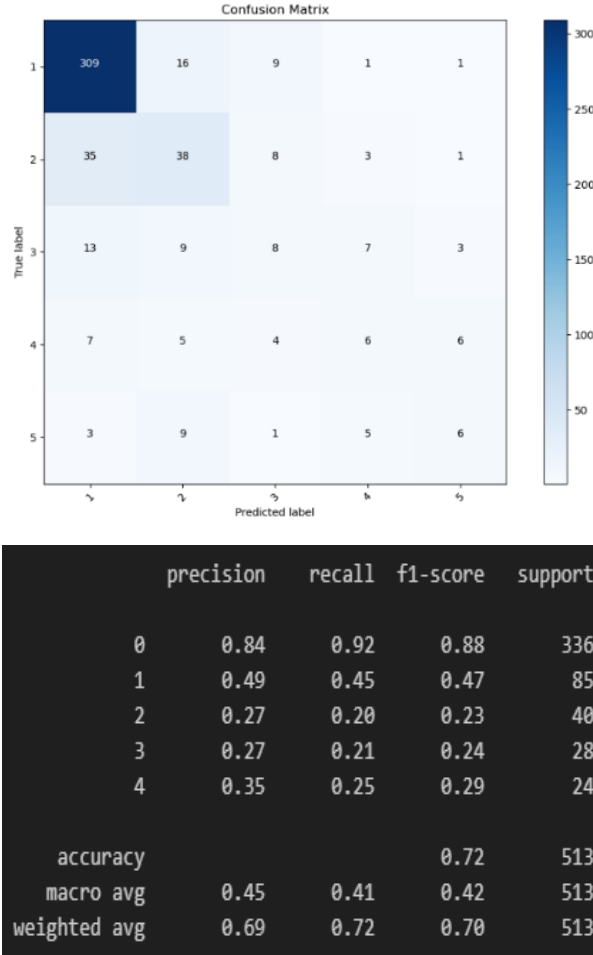 Confusion Matrix
300
1 309 16 9 1 1
250
2 35 38 8 3 1
200
True label
3 13 9 8 7 3
150
4 7 5 4 6 6
100
5 3 9 1 5 6
50
1 2 3 4 5
Predicted label
precision recall f1-score support
0 0.84 0.92 0.88 336
1 0.49 0.45 0.47 85
2 0.27 0.20 0.23 40
3 0.27 0.21 0.24 28
4 0.35 0.25 0.29 24
accuracy 0.72 513
macro avg 0.45 0.41 0.42 513
weighted avg 0.69 0.72 0.70 513